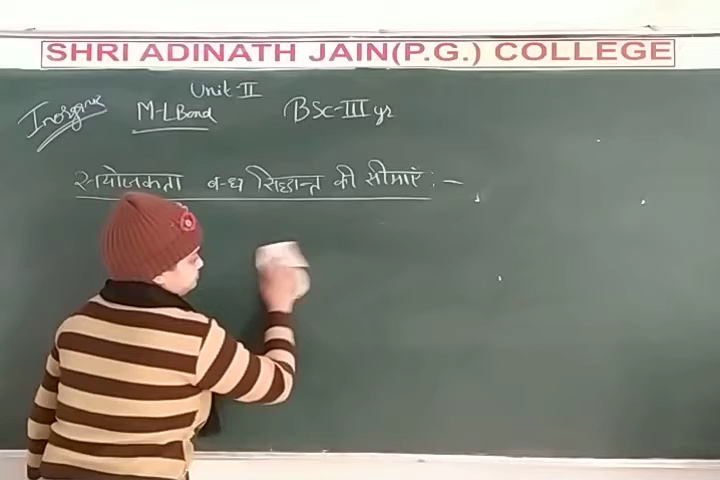 SHRI ADINATH JAIN(P.G.) COLLEGE
Unit-II
Inorganic M-L Bond BSc-III yr
संयोजकता बन्ध सिद्धान्त की सीमाएं :-